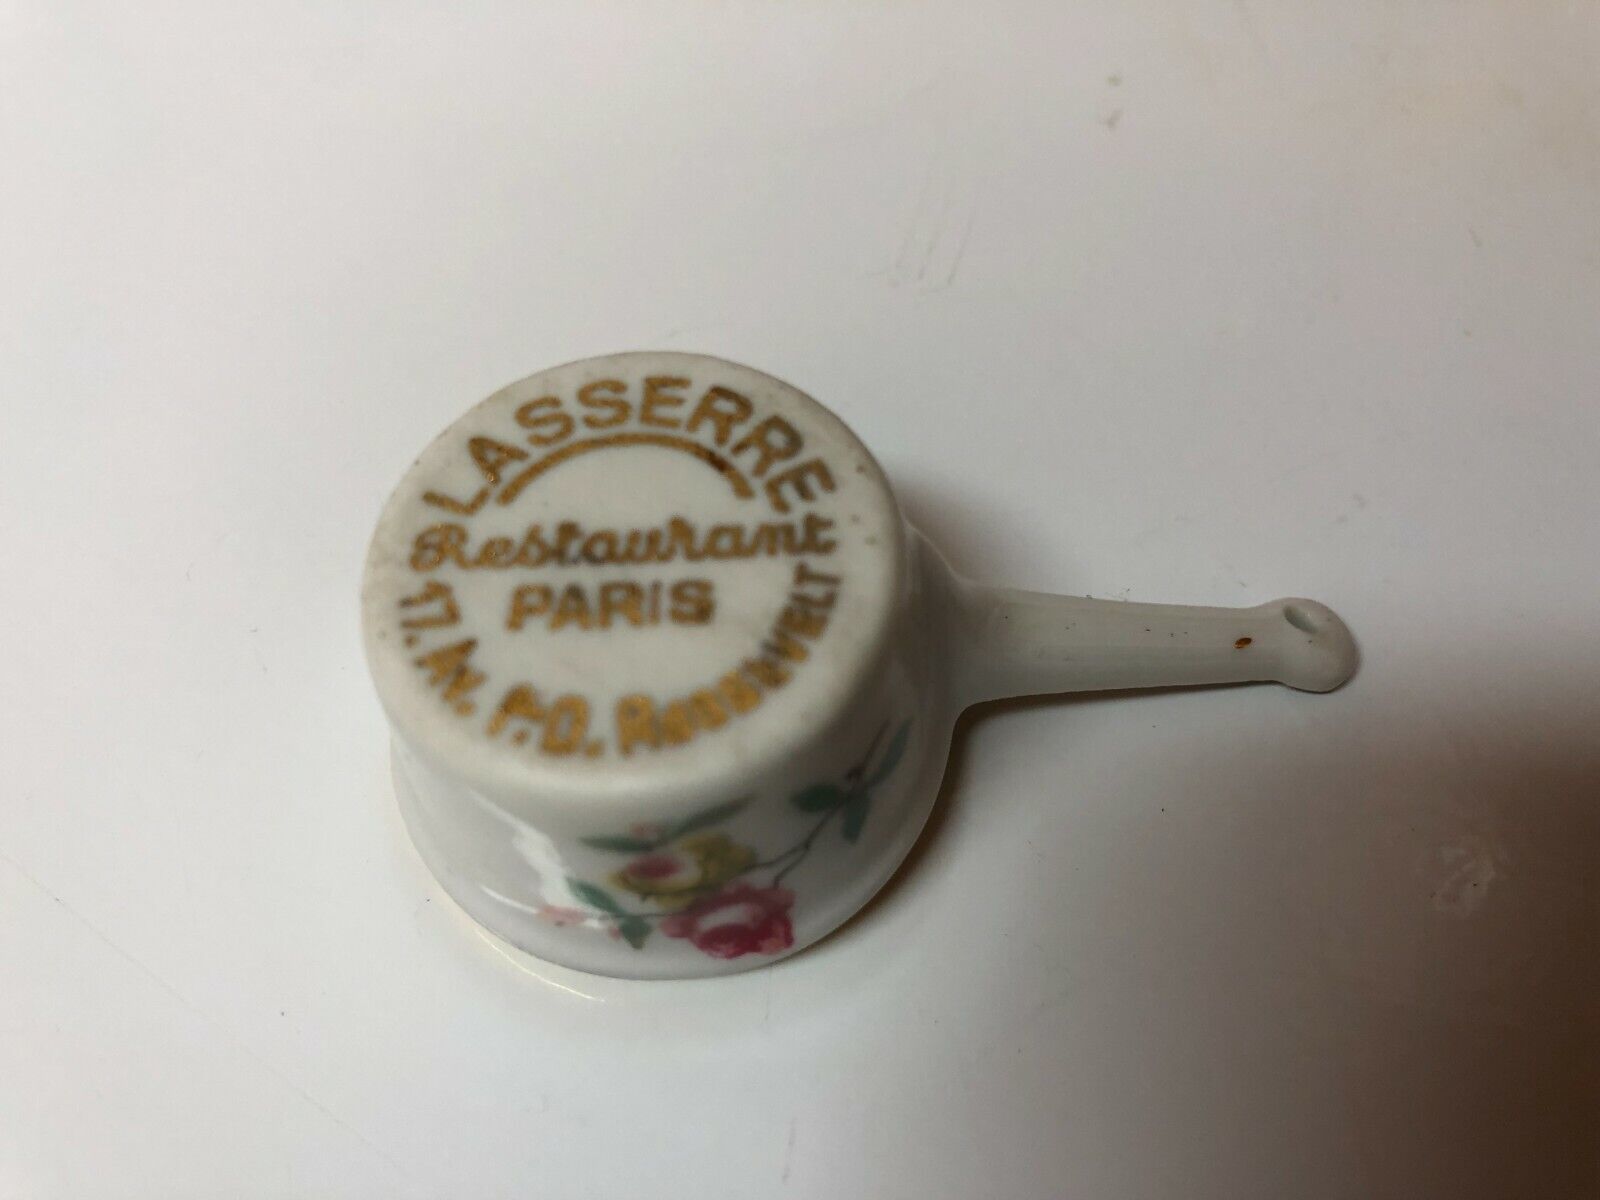 LASSERRE
Restaurant
PARIS
17. Av. F.D. Roosevelt